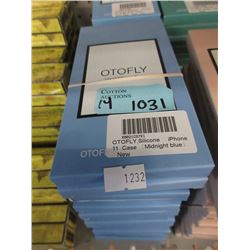 OTOFLY
COTTON
AUCTIONS
14 1031
OTOFLY Silicone iPhone
11 Case (Midnight blue)
New
OTOFLY
1232